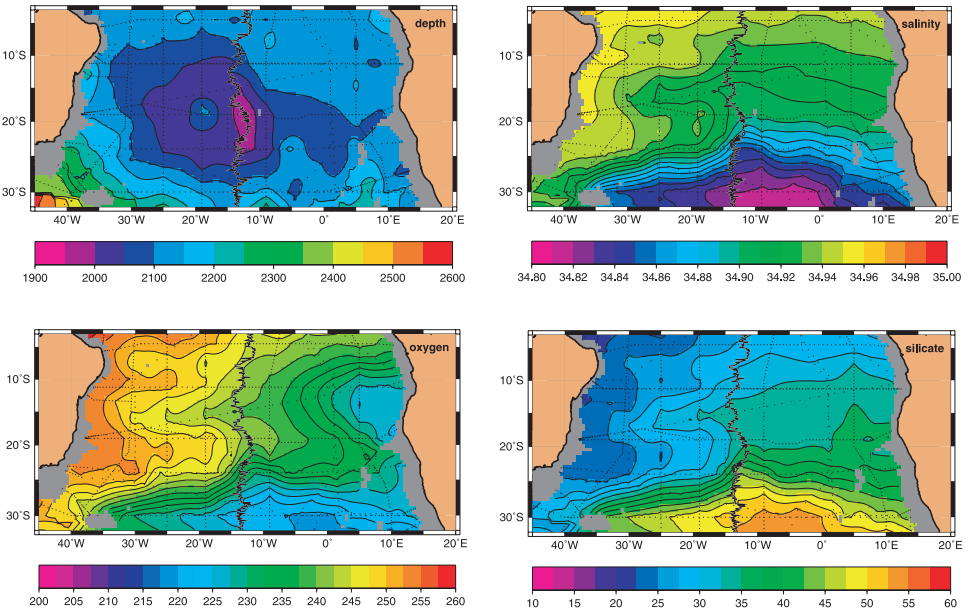 depth
10°S
20°S
30°S
40°W 30°W 20°W 10°W 0° 10°E 20°E
1900 2000 2100 2200 2300 2400 2500 2600
salinity
10°S
20°S
30°S
40°W 30°W 20°W 10°W 0° 10°E 20°E
34.80 34.82 34.84 34.86 34.88 34.90 34.92 34.94 34.96 34.98 35.00
oxygen
10°S
20°S
30°S
40°W 30°W 20°W 10°W 0° 10°E 20°E
200 205 210 215 220 225 230 235 240 245 250 255 260
silicate
10°S
20°S
30°S
40°W 30°W 20°W 10°W 0° 10°E 20°E
10 15 20 25 30 35 40 45 50 55 60